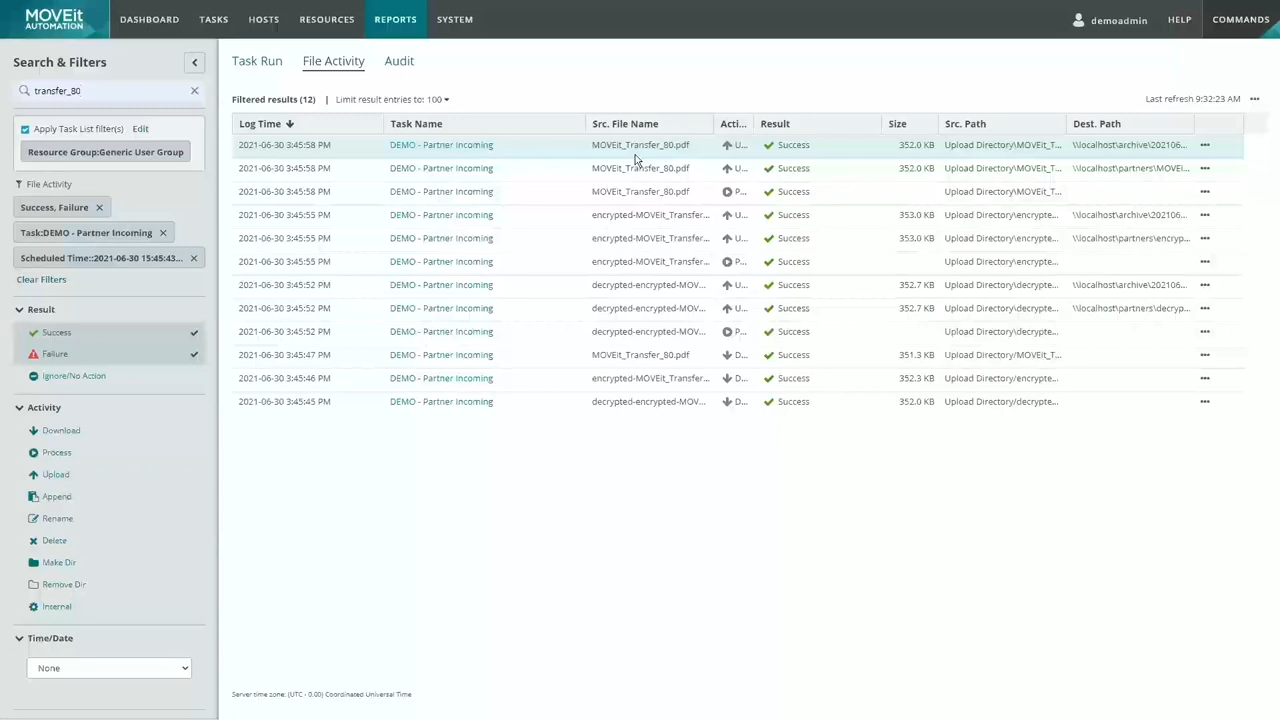 MOVEit
AUTOMATION
DASHBOARD TASKS HOSTS RESOURCES REPORTS SYSTEM demoadmin HELP COMMANDS
Search & Filters
transfer_80
Apply Task List filter(s) Edit
Resource Group:Generic User Group
File Activity
Success, Failure
Task:DEMO - Partner Incoming
Scheduled Time::2021-06-30 15:45:43...
Clear Filters
Result
Success
Failure
Ignore/No Action
Activity
Download
Process
Upload
Append
Rename
Delete
Make Dir
Remove Dir
Internal
Time/Date
None
Task Run File Activity Audit
Filtered results (12) | Limit result entries to: 100 Last refresh 9:32:23 AM
Log Time Task Name Src. File Name Acti... Result Size Src. Path Dest. Path
2021-06-30 3:45:58 PM DEMO - Partner Incoming MOVEit_Transfer_80.pdf U... Success 352.0 KB Upload Directory\MOVEit_T... \\localhost\archive\202106...
2021-06-30 3:45:58 PM DEMO - Partner Incoming MOVEit_Transfer_80.pdf U... Success 352.0 KB Upload Directory\MOVEit_T... \\localhost\partners\MOVEi...
2021-06-30 3:45:58 PM DEMO - Partner Incoming MOVEit_Transfer_80.pdf P... Success Upload Directory\MOVEit_T...
2021-06-30 3:45:55 PM DEMO - Partner Incoming encrypted-MOVEit_Transfer... U... Success 353.0 KB Upload Directory\encrypte... \\localhost\archive\202106...
2021-06-30 3:45:55 PM DEMO - Partner Incoming encrypted-MOVEit_Transfer... U... Success 353.0 KB Upload Directory\encrypte... \\localhost\partners\encryp...
2021-06-30 3:45:55 PM DEMO - Partner Incoming encrypted-MOVEit_Transfer... P... Success Upload Directory\encrypte...
2021-06-30 3:45:52 PM DEMO - Partner Incoming decrypted-encrypted-MOV... U... Success 352.7 KB Upload Directory\decrypte... \\localhost\archive\202106...
2021-06-30 3:45:52 PM DEMO - Partner Incoming decrypted-encrypted-MOV... U... Success 352.7 KB Upload Directory\decrypte... \\localhost\partners\decryp...
2021-06-30 3:45:52 PM DEMO - Partner Incoming decrypted-encrypted-MOV... P... Success Upload Directory\decrypte...
2021-06-30 3:45:47 PM DEMO - Partner Incoming MOVEit_Transfer_80.pdf D... Success 351.3 KB Upload Directory/MOVEit_T...
2021-06-30 3:45:46 PM DEMO - Partner Incoming encrypted-MOVEit_Transfer... D... Success 352.3 KB Upload Directory/encrypte...
2021-06-30 3:45:45 PM DEMO - Partner Incoming decrypted-encrypted-MOV... D... Success 352.0 KB Upload Directory/decrypte...
Server time zone: (UTC - 0.00) Coordinated Universal Time